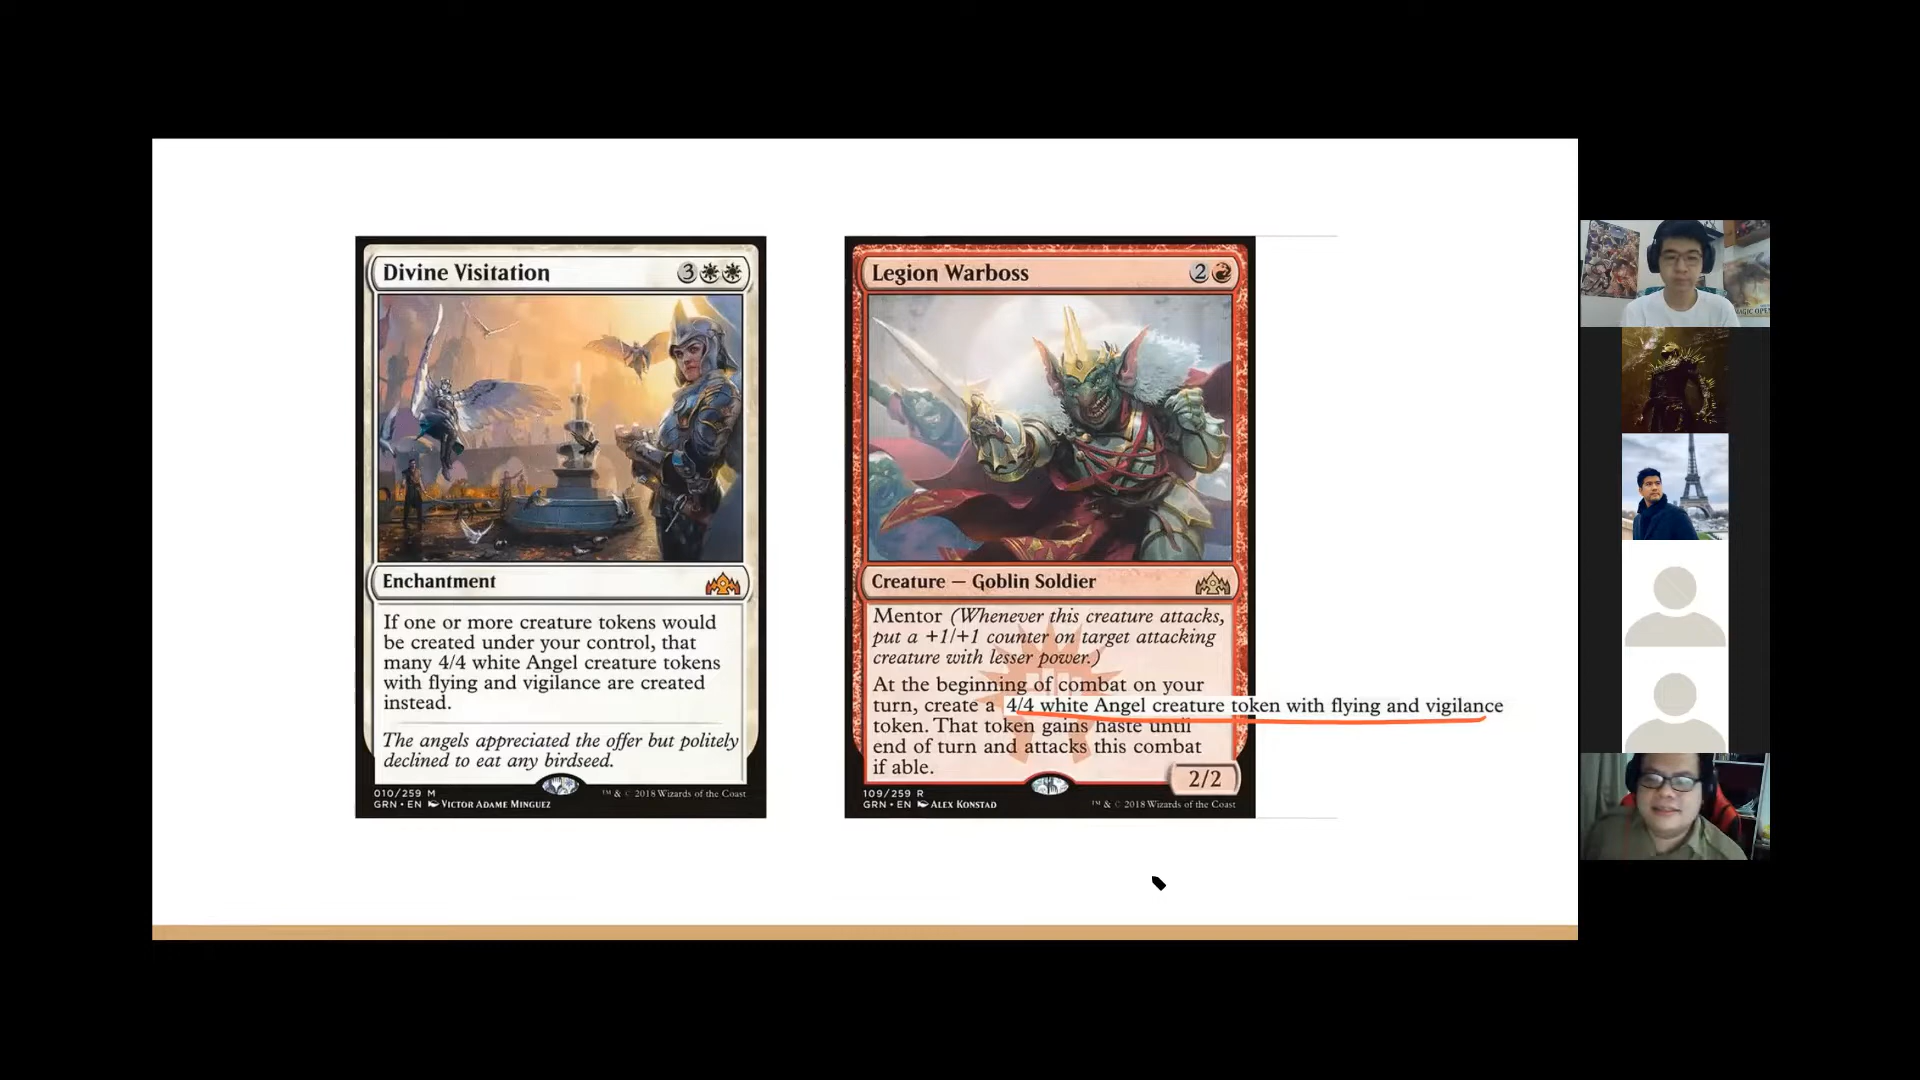 Divine Visitation 3
Enchantment
If one or more creature tokens would
be created under your control, that
many 4/4 white Angel creature tokens
with flying and vigilance are created
instead.
The angels appreciated the offer but politely
declined to eat any birdseed.
010/259 M
GRN • EN VICTOR ADAME MINGUEZ
™ & © 2018 Wizards of the Coast
Legion Warboss 2
Creature — Goblin Soldier
Mentor (Whenever this creature attacks,
put a +1/+1 counter on target attacking
creature with lesser power.)
At the beginning of combat on your
turn, create a 4/4 white Angel creature token with flying and vigilance
token. That token gains haste until
end of turn and attacks this combat
if able.
2/2
109/259 R
GRN • EN ALEX KONSTAD
™ & © 2018 Wizards of the Coast